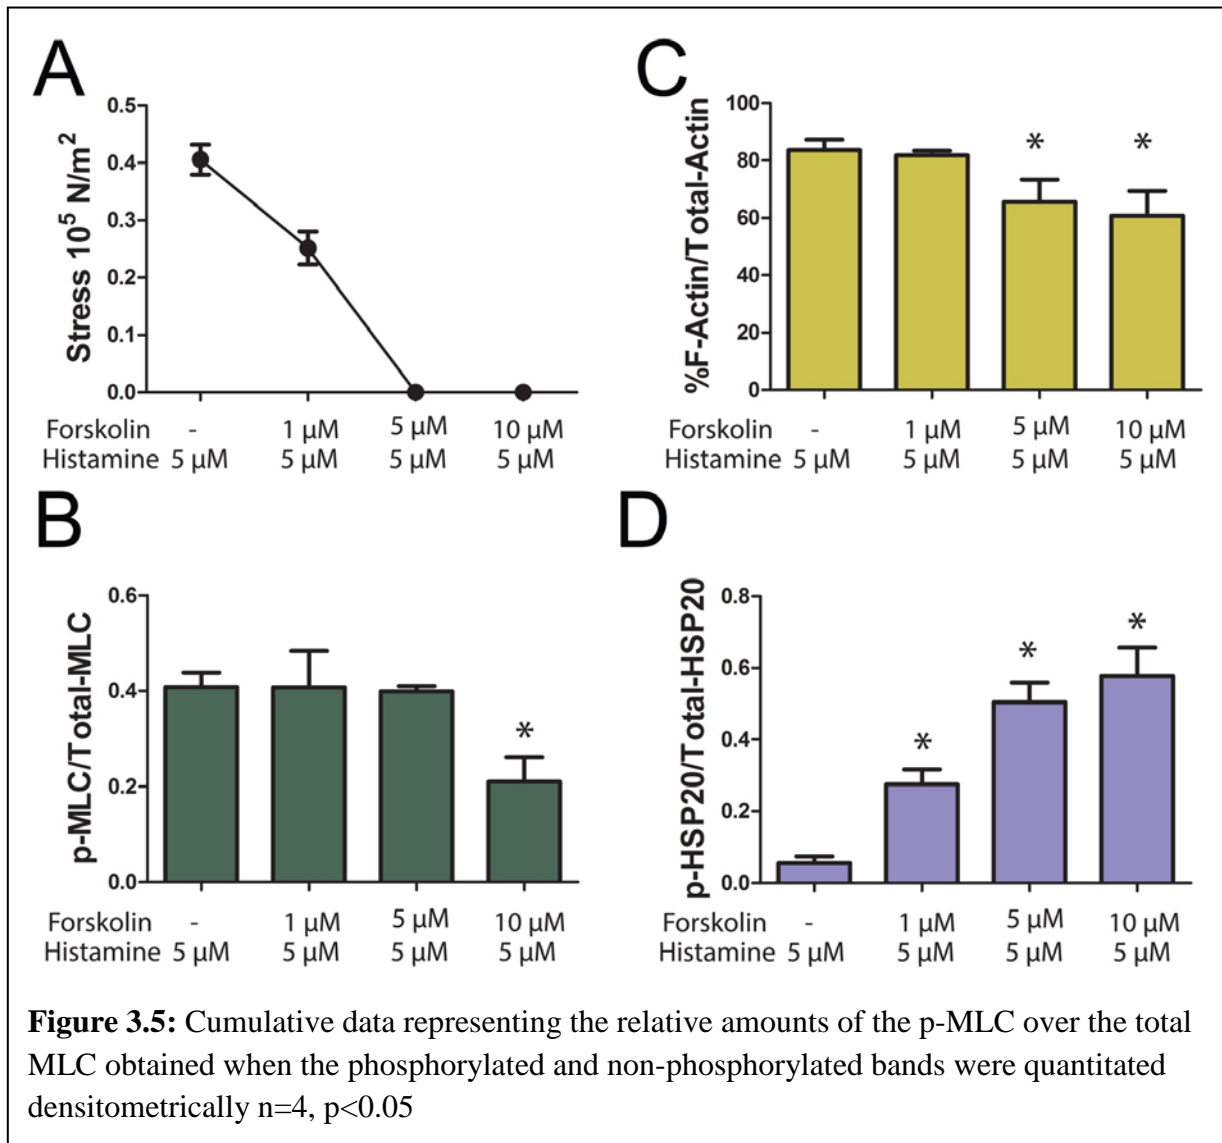 A
Stress 10⁵ N/m²
0.5
0.4
0.3
0.2
0.1
0.0
Forskolin - 1 µM 5 µM 10 µM
Histamine 5 µM 5 µM 5 µM 5 µM
C
%F-Actin/Total-Actin
100
80
60
40
20
0
* *
Forskolin - 1 µM 5 µM 10 µM
Histamine 5 µM 5 µM 5 µM 5 µM
B
p-MLC/Total-MLC
0.6
0.4
0.2
0.0
*
Forskolin - 1 µM 5 µM 10 µM
Histamine 5 µM 5 µM 5 µM 5 µM
D
p-HSP20/Total-HSP20
0.8
0.6
0.4
0.2
0.0
* * *
Forskolin - 1 µM 5 µM 10 µM
Histamine 5 µM 5 µM 5 µM 5 µM
Figure 3.5: Cumulative data representing the relative amounts of the p-MLC over the total
MLC obtained when the phosphorylated and non-phosphorylated bands were quantitated
densitometrically n=4, p<0.05